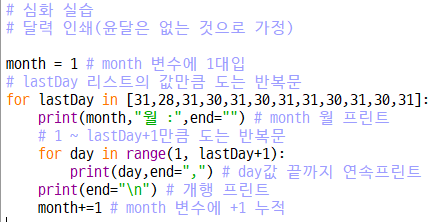 # 심화 실습
# 달력 인쇄(윤달은 없는 것으로 가정)
month = 1 # month 변수에 1대입
# lastDay 리스트의 값만큼 도는 반복문
for lastDay in [31,28,31,30,31,30,31,31,30,31,30,31]:
    print(month,"월 :",end="") # month 월 프린트
    # 1 ~ lastDay+1만큼 도는 반복문
    for day in range(1, lastDay+1):
        print(day,end=",") # day값 끝까지 연속프린트
    print(end="\n") # 개행 프린트
    month+=1 # month 변수에 +1 누적